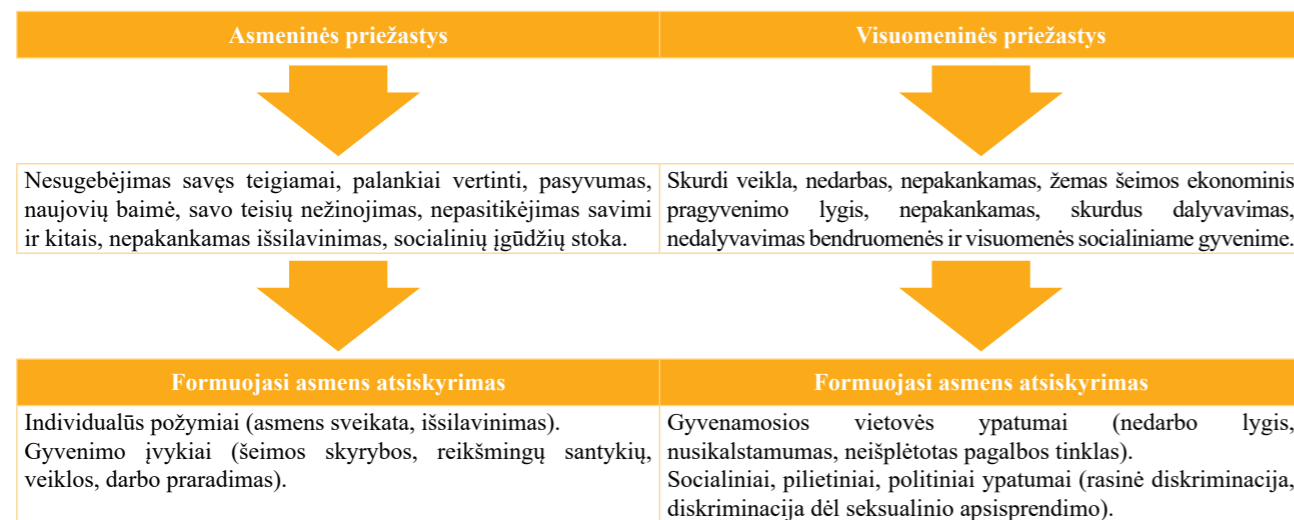 Asmeninės priežastys
Visuomeninės priežastys
Nesugebėjimas savęs teigiamai, palankiai vertinti, pasyvumas,
naujovių baimė, savo teisių nežinojimas, nepasitikėjimas savimi
ir kitais, nepakankamas išsilavinimas, socialinių įgūdžių stoka.
Skurdi veikla, nedarbas, nepakankamas, žemas šeimos ekonominis
pragyvenimo lygis, nepakankamas, skurdus dalyvavimas,
nedalyvavimas bendruomenės ir visuomenės socialiniame gyvenime.
Formuojasi asmens atsiskyrimas
Formuojasi asmens atsiskyrimas
Individualūs požymiai (asmens sveikata, išsilavinimas).
Gyvenimo įvykiai (šeimos skyrybos, reikšmingų santykių,
veiklos, darbo praradimas).
Gyvenamosios vietovės ypatumai (nedarbo lygis,
nusikalstamumas, neišplėtotas pagalbos tinklas).
Socialiniai, pilietiniai, politiniai ypatumai (rasinė diskriminacija,
diskriminacija dėl seksualinio apsisprendimo).